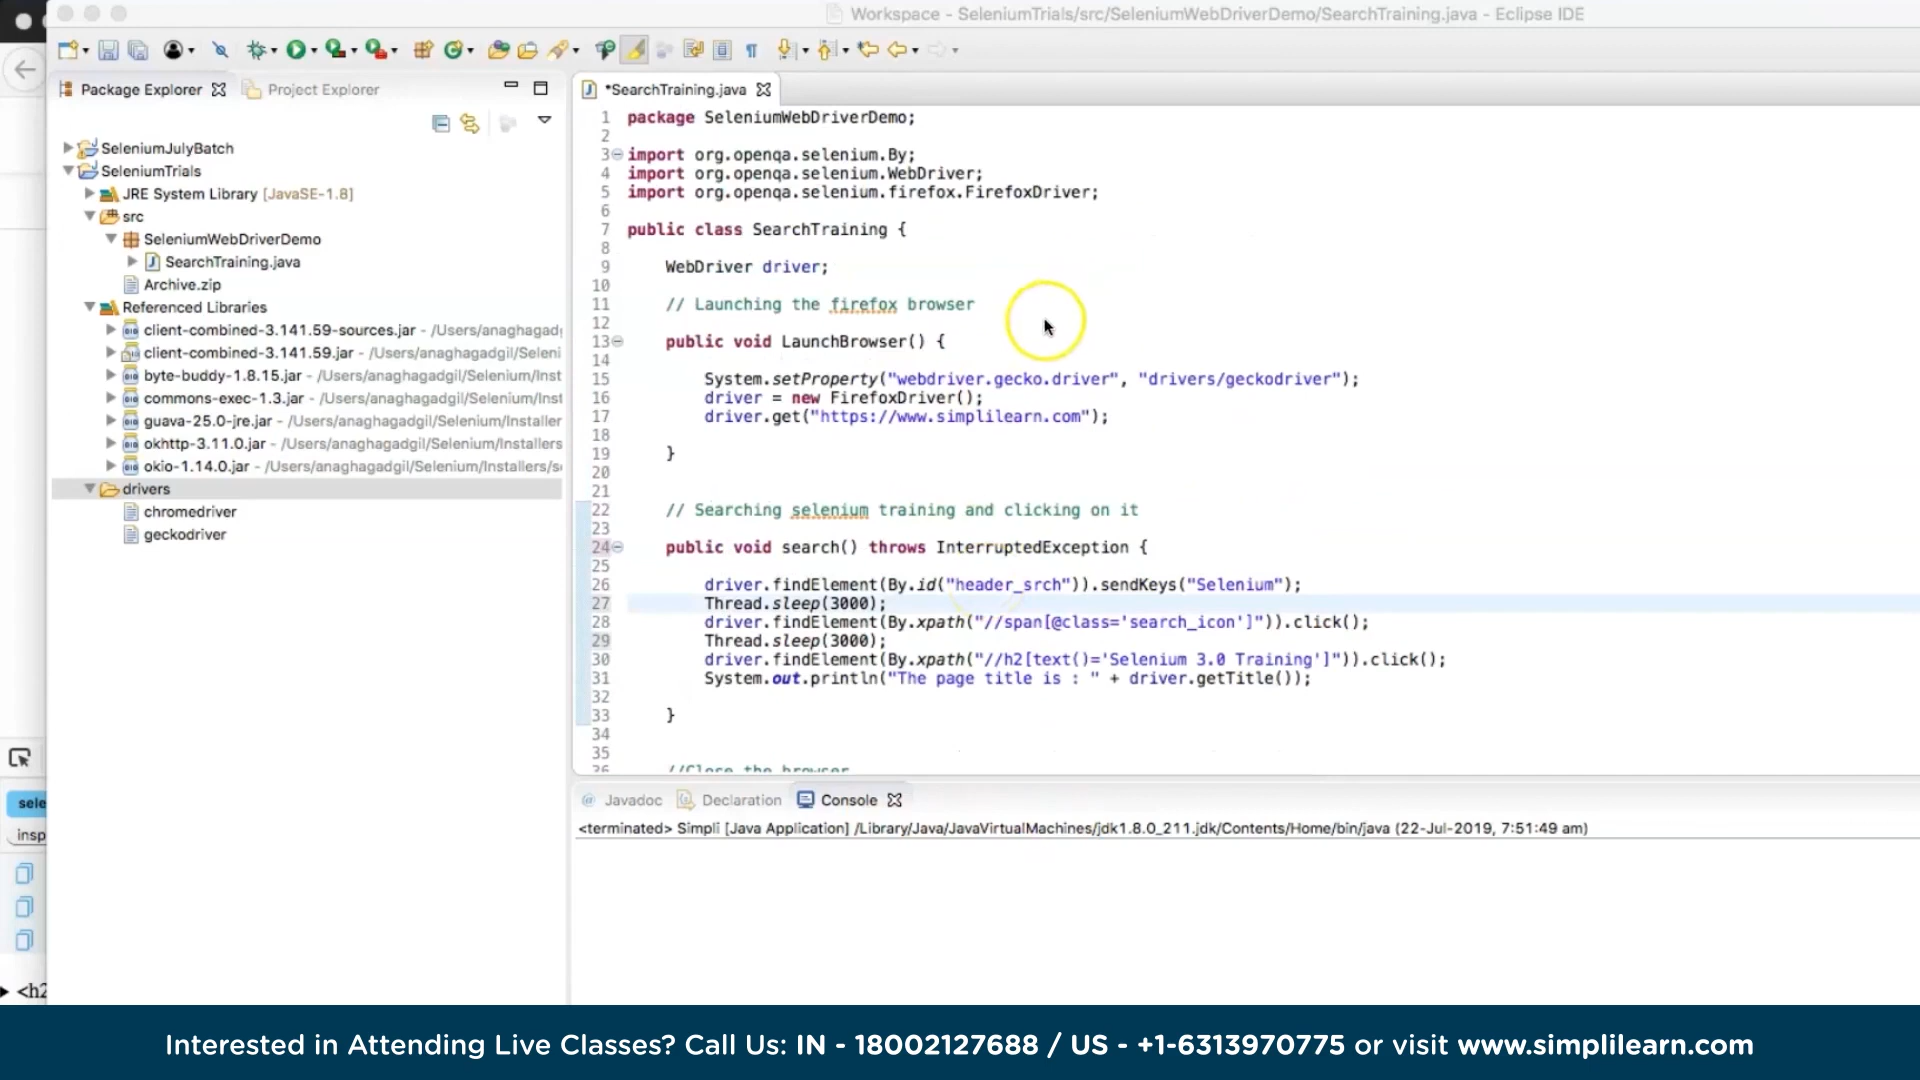 Workspace - SeleniumTrials/src/SeleniumWebDriverDemo/SearchTraining.java - Eclipse IDE
Package Explorer
Project Explorer
SeleniumJulyBatch
SeleniumTrials
JRE System Library [JavaSE-1.8]
src
SeleniumWebDriverDemo
SearchTraining.java
Archive.zip
Referenced Libraries
client-combined-3.141.59-sources.jar - /Users/anaghagadg
client-combined-3.141.59.jar - /Users/anaghagadgil/Seleni
byte-buddy-1.8.15.jar - /Users/anaghagadgil/Selenium/Inst
commons-exec-1.3.jar - /Users/anaghagadgil/Selenium/Inst
guava-25.0-jre.jar - /Users/anaghagadgil/Selenium/Installer
okhttp-3.11.0.jar - /Users/anaghagadgil/Selenium/Installers
okio-1.14.0.jar - /Users/anaghagadgil/Selenium/Installers/s
drivers
chromedriver
geckodriver
*SearchTraining.java
1 package SeleniumWebDriverDemo;
2
3 import org.openqa.selenium.By;
4 import org.openqa.selenium.WebDriver;
5 import org.openqa.selenium.firefox.FirefoxDriver;
6
7 public class SearchTraining {
8
9 WebDriver driver;
10
11 // Launching the firefox browser
12
13 public void LaunchBrowser() {
14
15 System.setProperty("webdriver.gecko.driver", "drivers/geckodriver");
16 driver = new FirefoxDriver();
17 driver.get("https://www.simplilearn.com");
18
19 }
20
21
22 // Searching selenium training and clicking on it
23
24 public void search() throws InterruptedException {
25
26 driver.findElement(By.id("header_srch")).sendKeys("Selenium");
27 Thread.sleep(3000);
28 driver.findElement(By.xpath("//span[@class='search_icon']")).click();
29 Thread.sleep(3000);
30 driver.findElement(By.xpath("//h2[text()='Selenium 3.0 Training']")).click();
31 System.out.println("The page title is : " + driver.getTitle());
32
33 }
34
35
36 //Close the browser
Javadoc
Declaration
Console
<terminated> Simpli [Java Application] /Library/Java/JavaVirtualMachines/jdk1.8.0_211.jdk/Contents/Home/bin/java (22-Jul-2019, 7:51:49 am)
sele
insp
<h2
Interested in Attending Live Classes? Call Us: IN - 18002127688 / US - +1-6313970775 or visit www.simplilearn.com